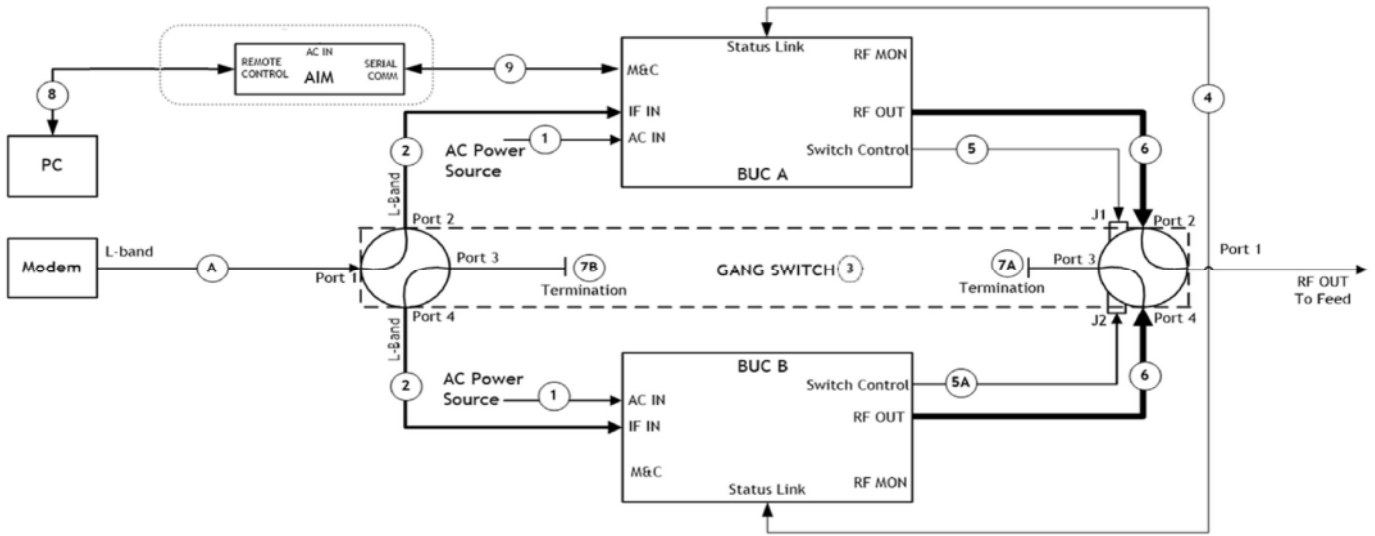 Status Link
RF MON
REMOTE
CONTROL
AC IN
AIM
SERIAL
COMM
9
M&C
8
IF IN
RF OUT
4
PC
2
AC Power
Source
1
AC IN
Switch Control
5
6
BUC A
L-Band
Port 2
J1
Port 2
Modem
L-band
A
Port 1
Port 3
7B
Termination
GANG SWITCH 3
7A
Termination
Port 3
Port 1
RF OUT
To Feed
Port 4
L-Band
J2
Port 4
2
AC Power
Source
1
BUC B
AC IN
IF IN
M&C
Switch Control
5A
6
RF OUT
RF MON
Status Link